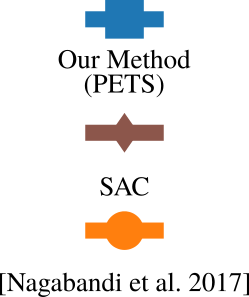 Our Method
(PETS)
SAC
[Nagabandi et al. 2017]